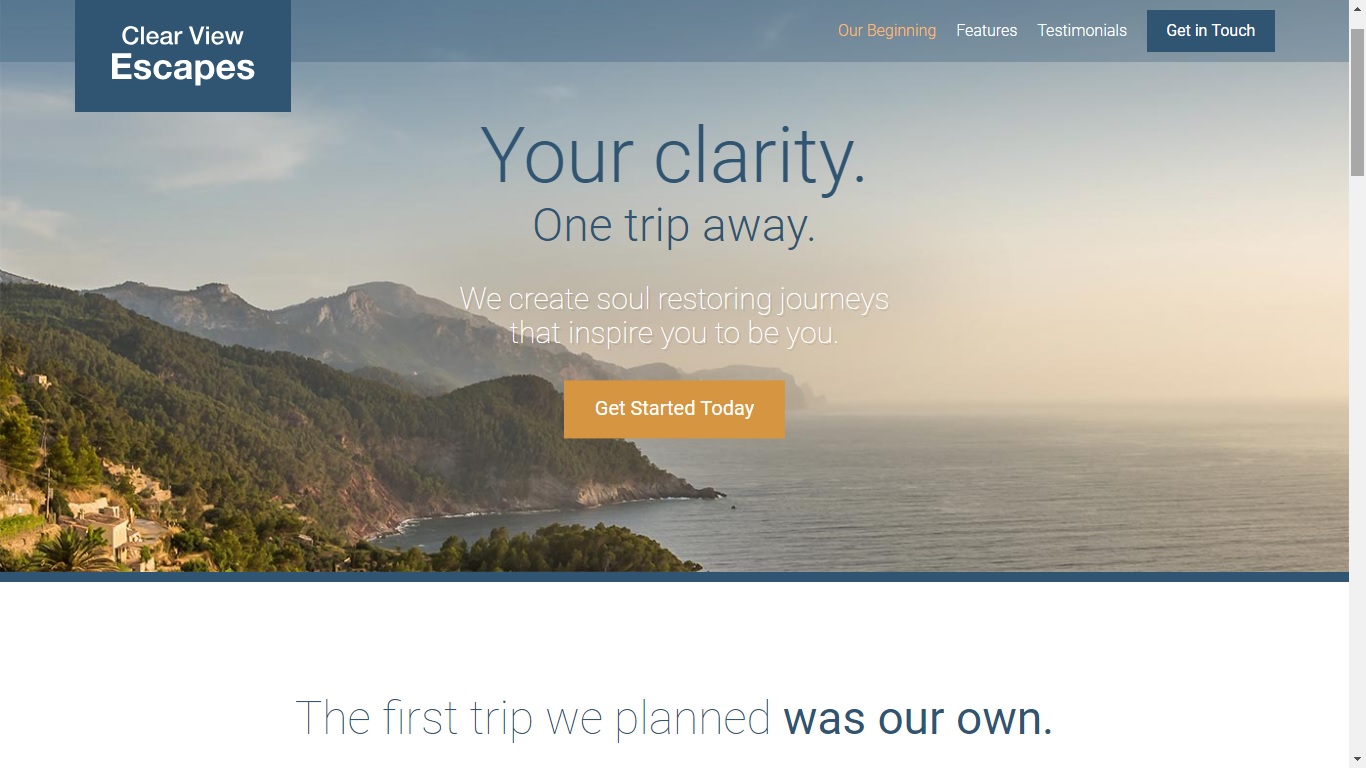 Clear View
Escapes
Our Beginning
Features
Testimonials
Get in Touch
Your clarity.
One trip away.
We create soul restoring journeys
that inspire you to be you.
Get Started Today
The first trip we planned was our own.